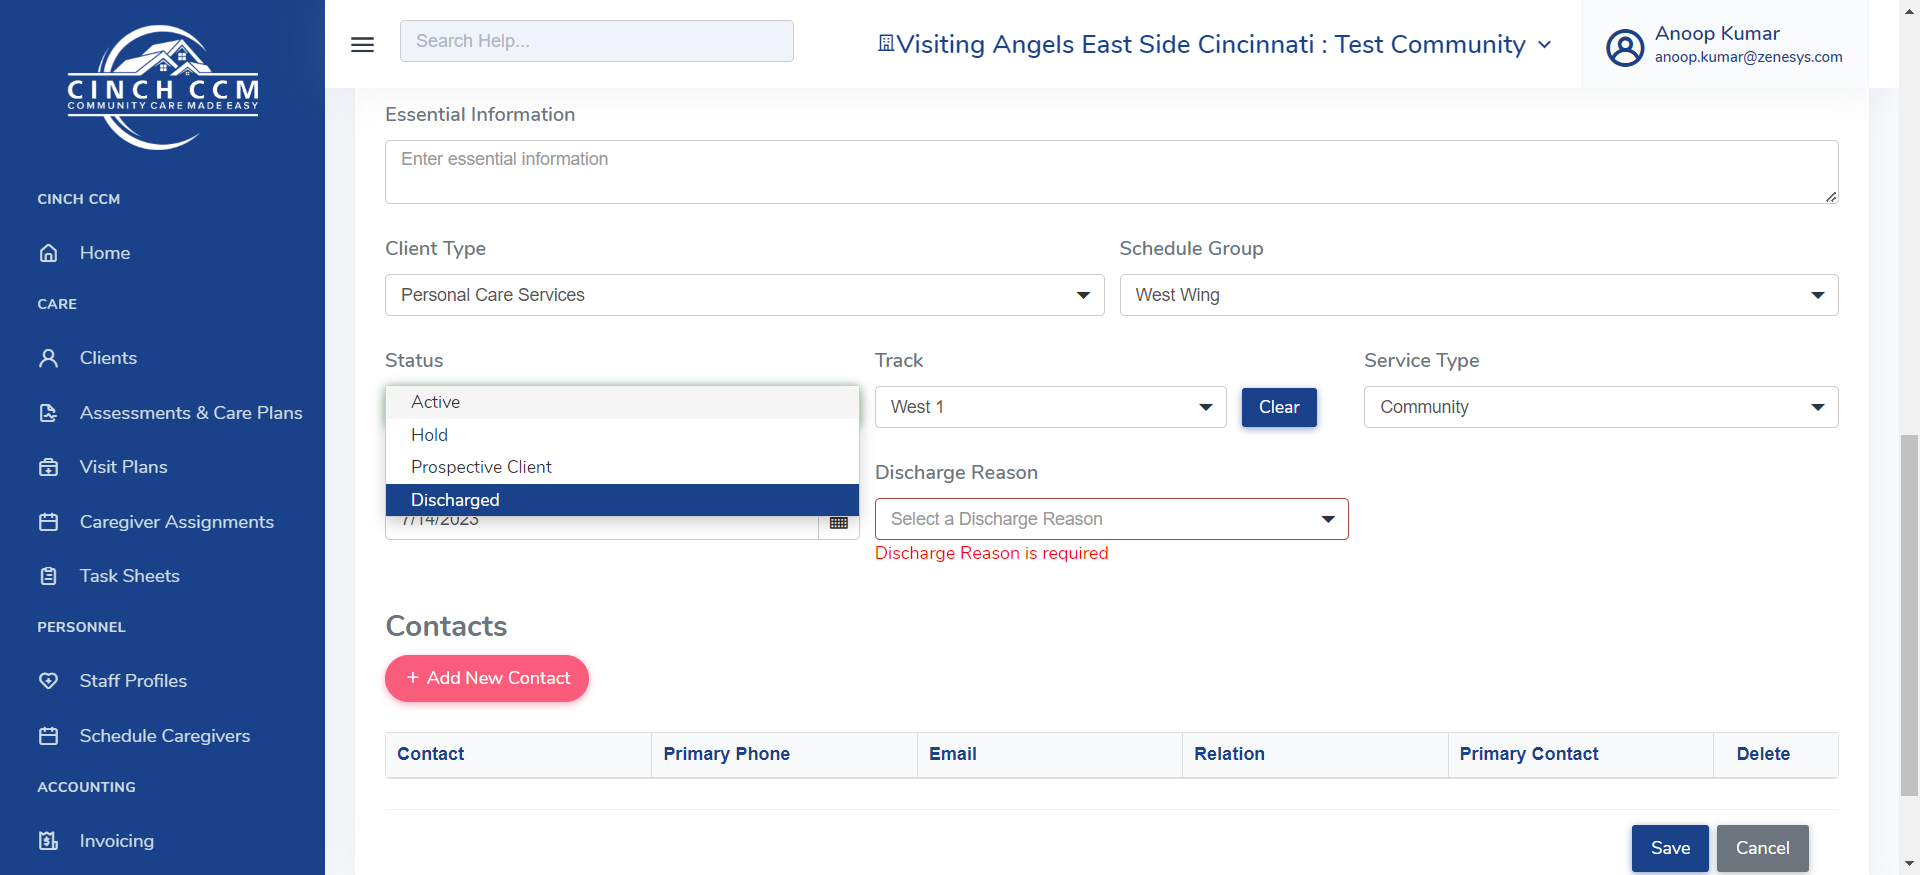 CINCH CCM
COMMUNITY CARE MADE EASY
CINCH CCM
Home
CARE
Clients
Assessments & Care Plans
Visit Plans
Caregiver Assignments
Task Sheets
PERSONNEL
Staff Profiles
Schedule Caregivers
ACCOUNTING
Invoicing
Search Help...
Visiting Angels East Side Cincinnati : Test Community
Anoop Kumar
anoop.kumar@zenesys.com
Essential Information
Enter essential information
Client Type
Schedule Group
Personal Care Services
West Wing
Status
Track
Service Type
Active
Hold
Prospective Client
Discharged
West 1
Clear
Community
Discharge Reason
7/14/2023
Select a Discharge Reason
Discharge Reason is required
Contacts
+ Add New Contact
Contact
Primary Phone
Email
Relation
Primary Contact
Delete
Save
Cancel